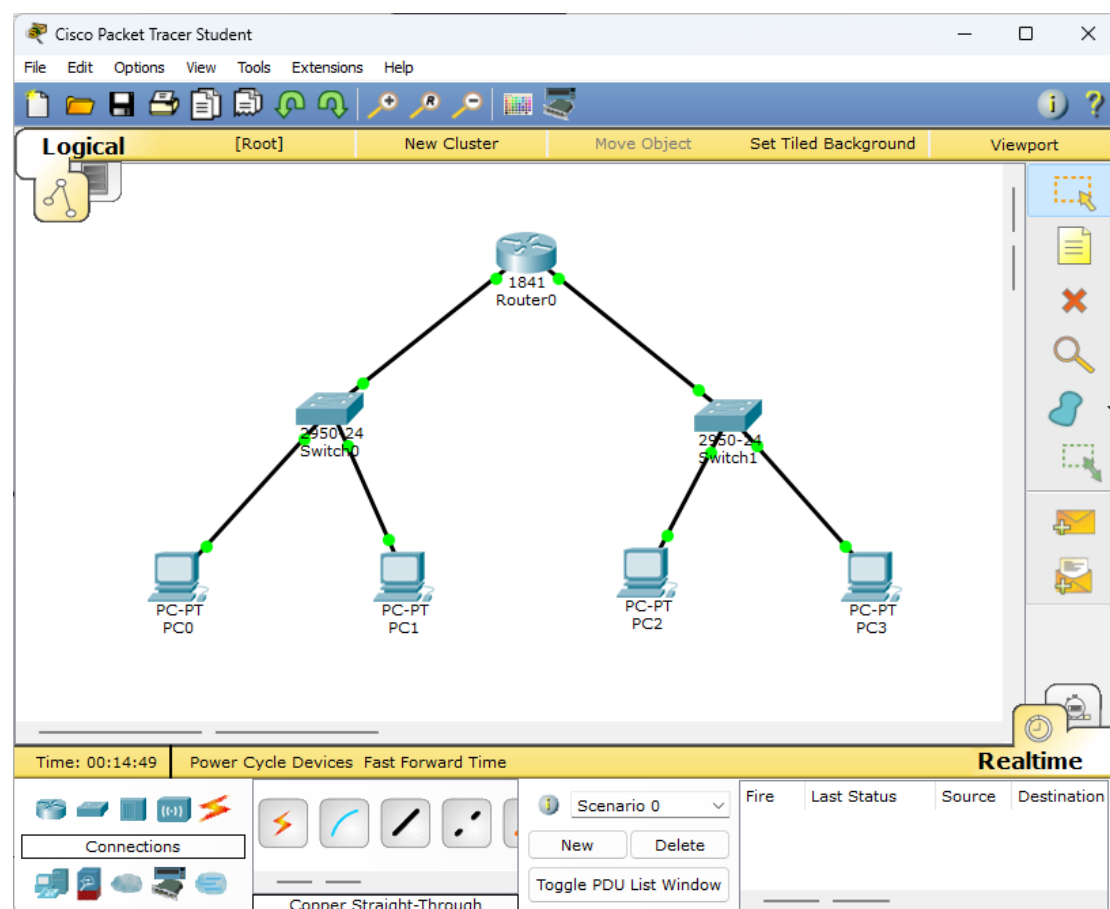 Cisco Packet Tracer Student
File Edit Options View Tools Extensions Help
Logical [Root] New Cluster Move Object Set Tiled Background Viewport
1841
Router0
2950-24
Switch0
2950-24
Switch1
PC-PT
PC0
PC-PT
PC1
PC-PT
PC2
PC-PT
PC3
Time: 00:14:49 Power Cycle Devices Fast Forward Time Realtime
Scenario 0
Fire Last Status Source Destination
Connections
New Delete
Toggle PDU List Window
Copper Straight-Through